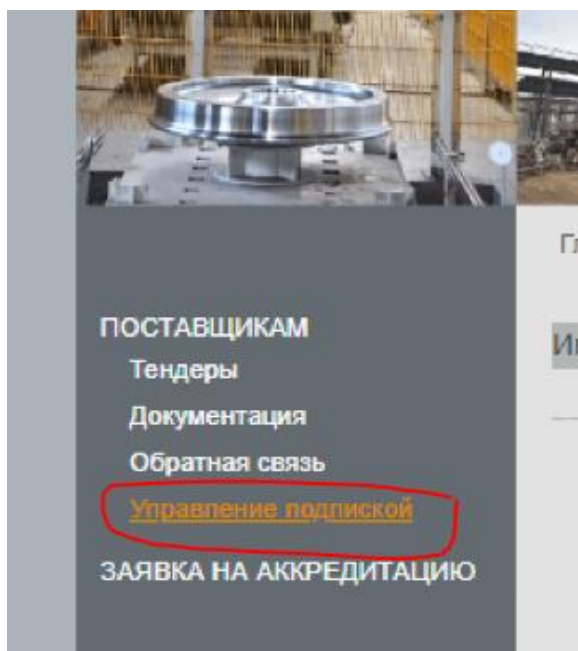 ПОСТАВЩИКАМ
Тендеры
Документация
Обратная связь
Управление подпиской
ЗАЯВКА НА АККРЕДИТАЦИЮ